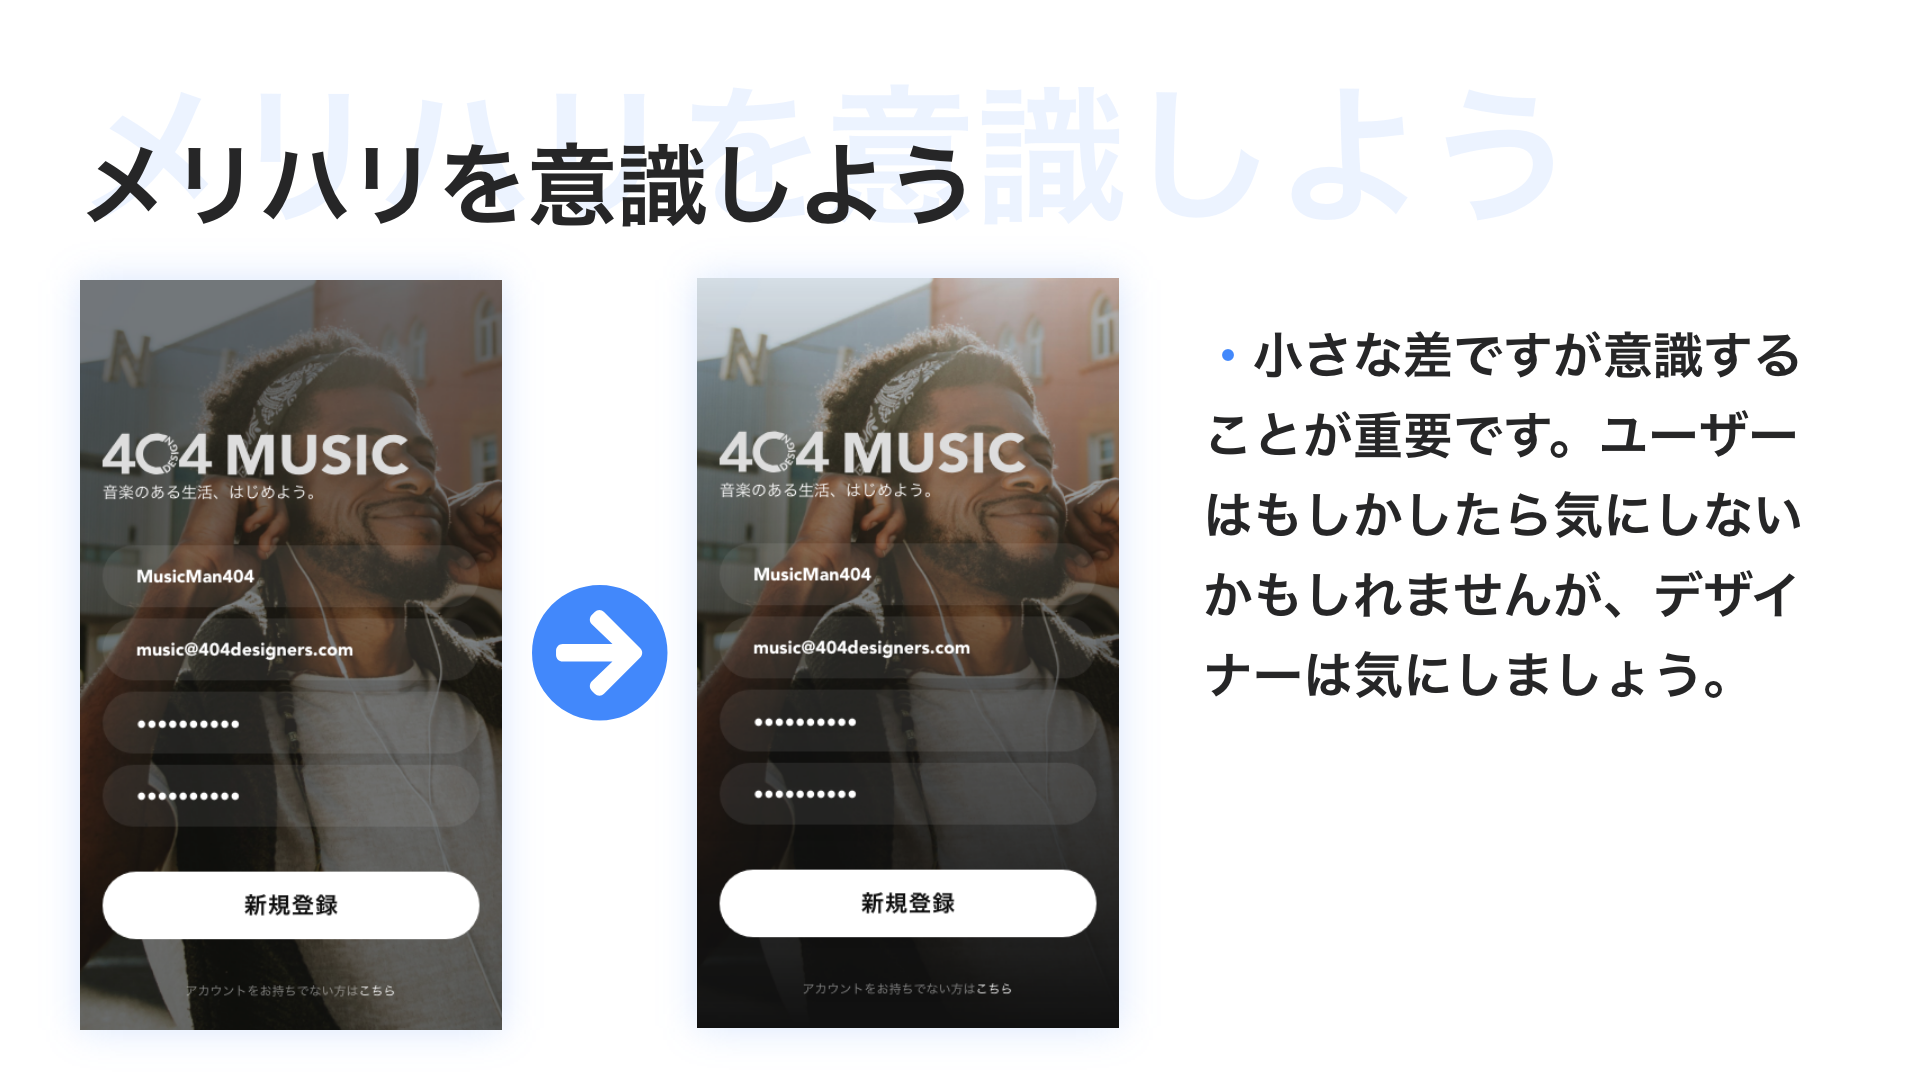 メリハリを意識しよう
メリハリを意識しよう
N
404 MUSIC
DESIGN
音楽のある生活、はじめよう。
MusicMan404
music@404designers.com
••••••••••
••••••••••
新規登録
アカウントをお持ちでない方はこちら
N
404 MUSIC
DESIGN
音楽のある生活、はじめよう。
MusicMan404
music@404designers.com
••••••••••
••••••••••
新規登録
アカウントをお持ちでない方はこちら
・小さな差ですが意識する
ことが重要です。ユーザー
はもしかしたら気にしない
かもしれませんが、デザイ
ナーは気にしましょう。